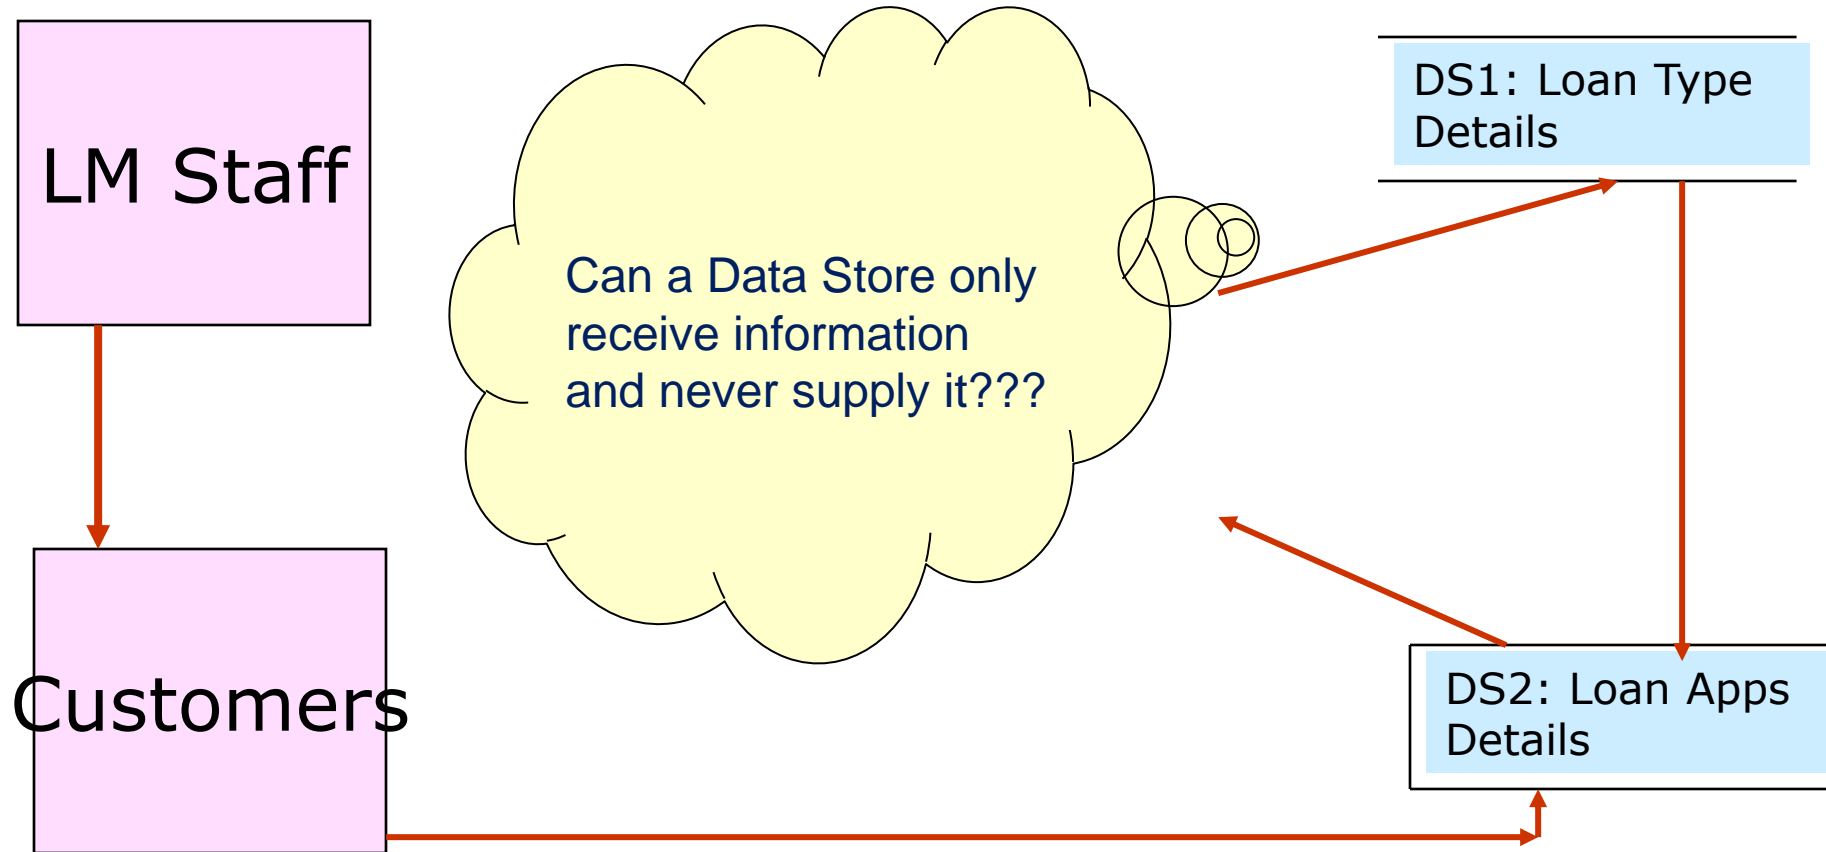 LM Staff
Can a Data Store only
receive information
and never supply it???
DS1: Loan Type
Details
Customers
DS2: Loan Apps
Details